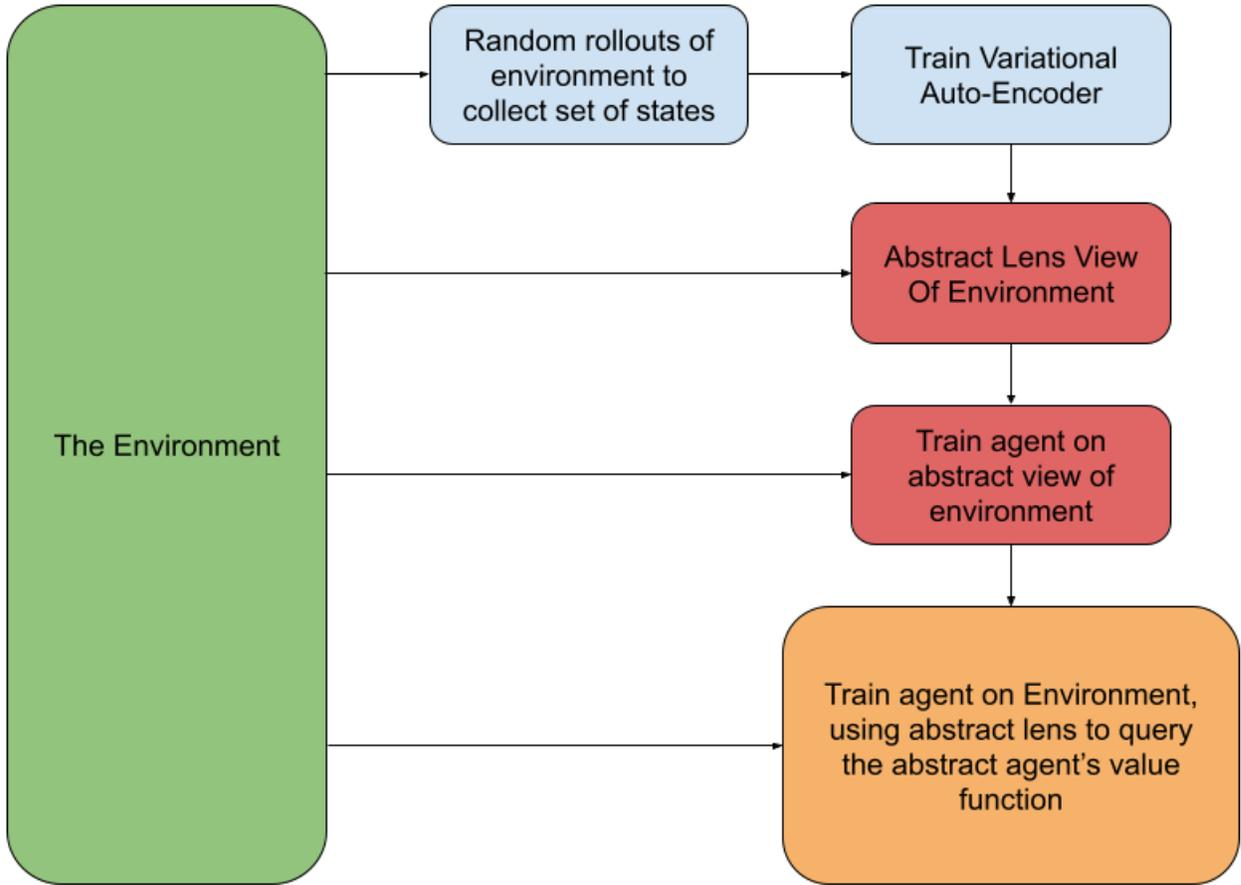 Random rollouts of
environment to
collect set of states
Train Variational
Auto-Encoder
Abstract Lens View
Of Environment
The Environment
Train agent on
abstract view of
environment
Train agent on Environment,
using abstract lens to query
the abstract agent's value
function